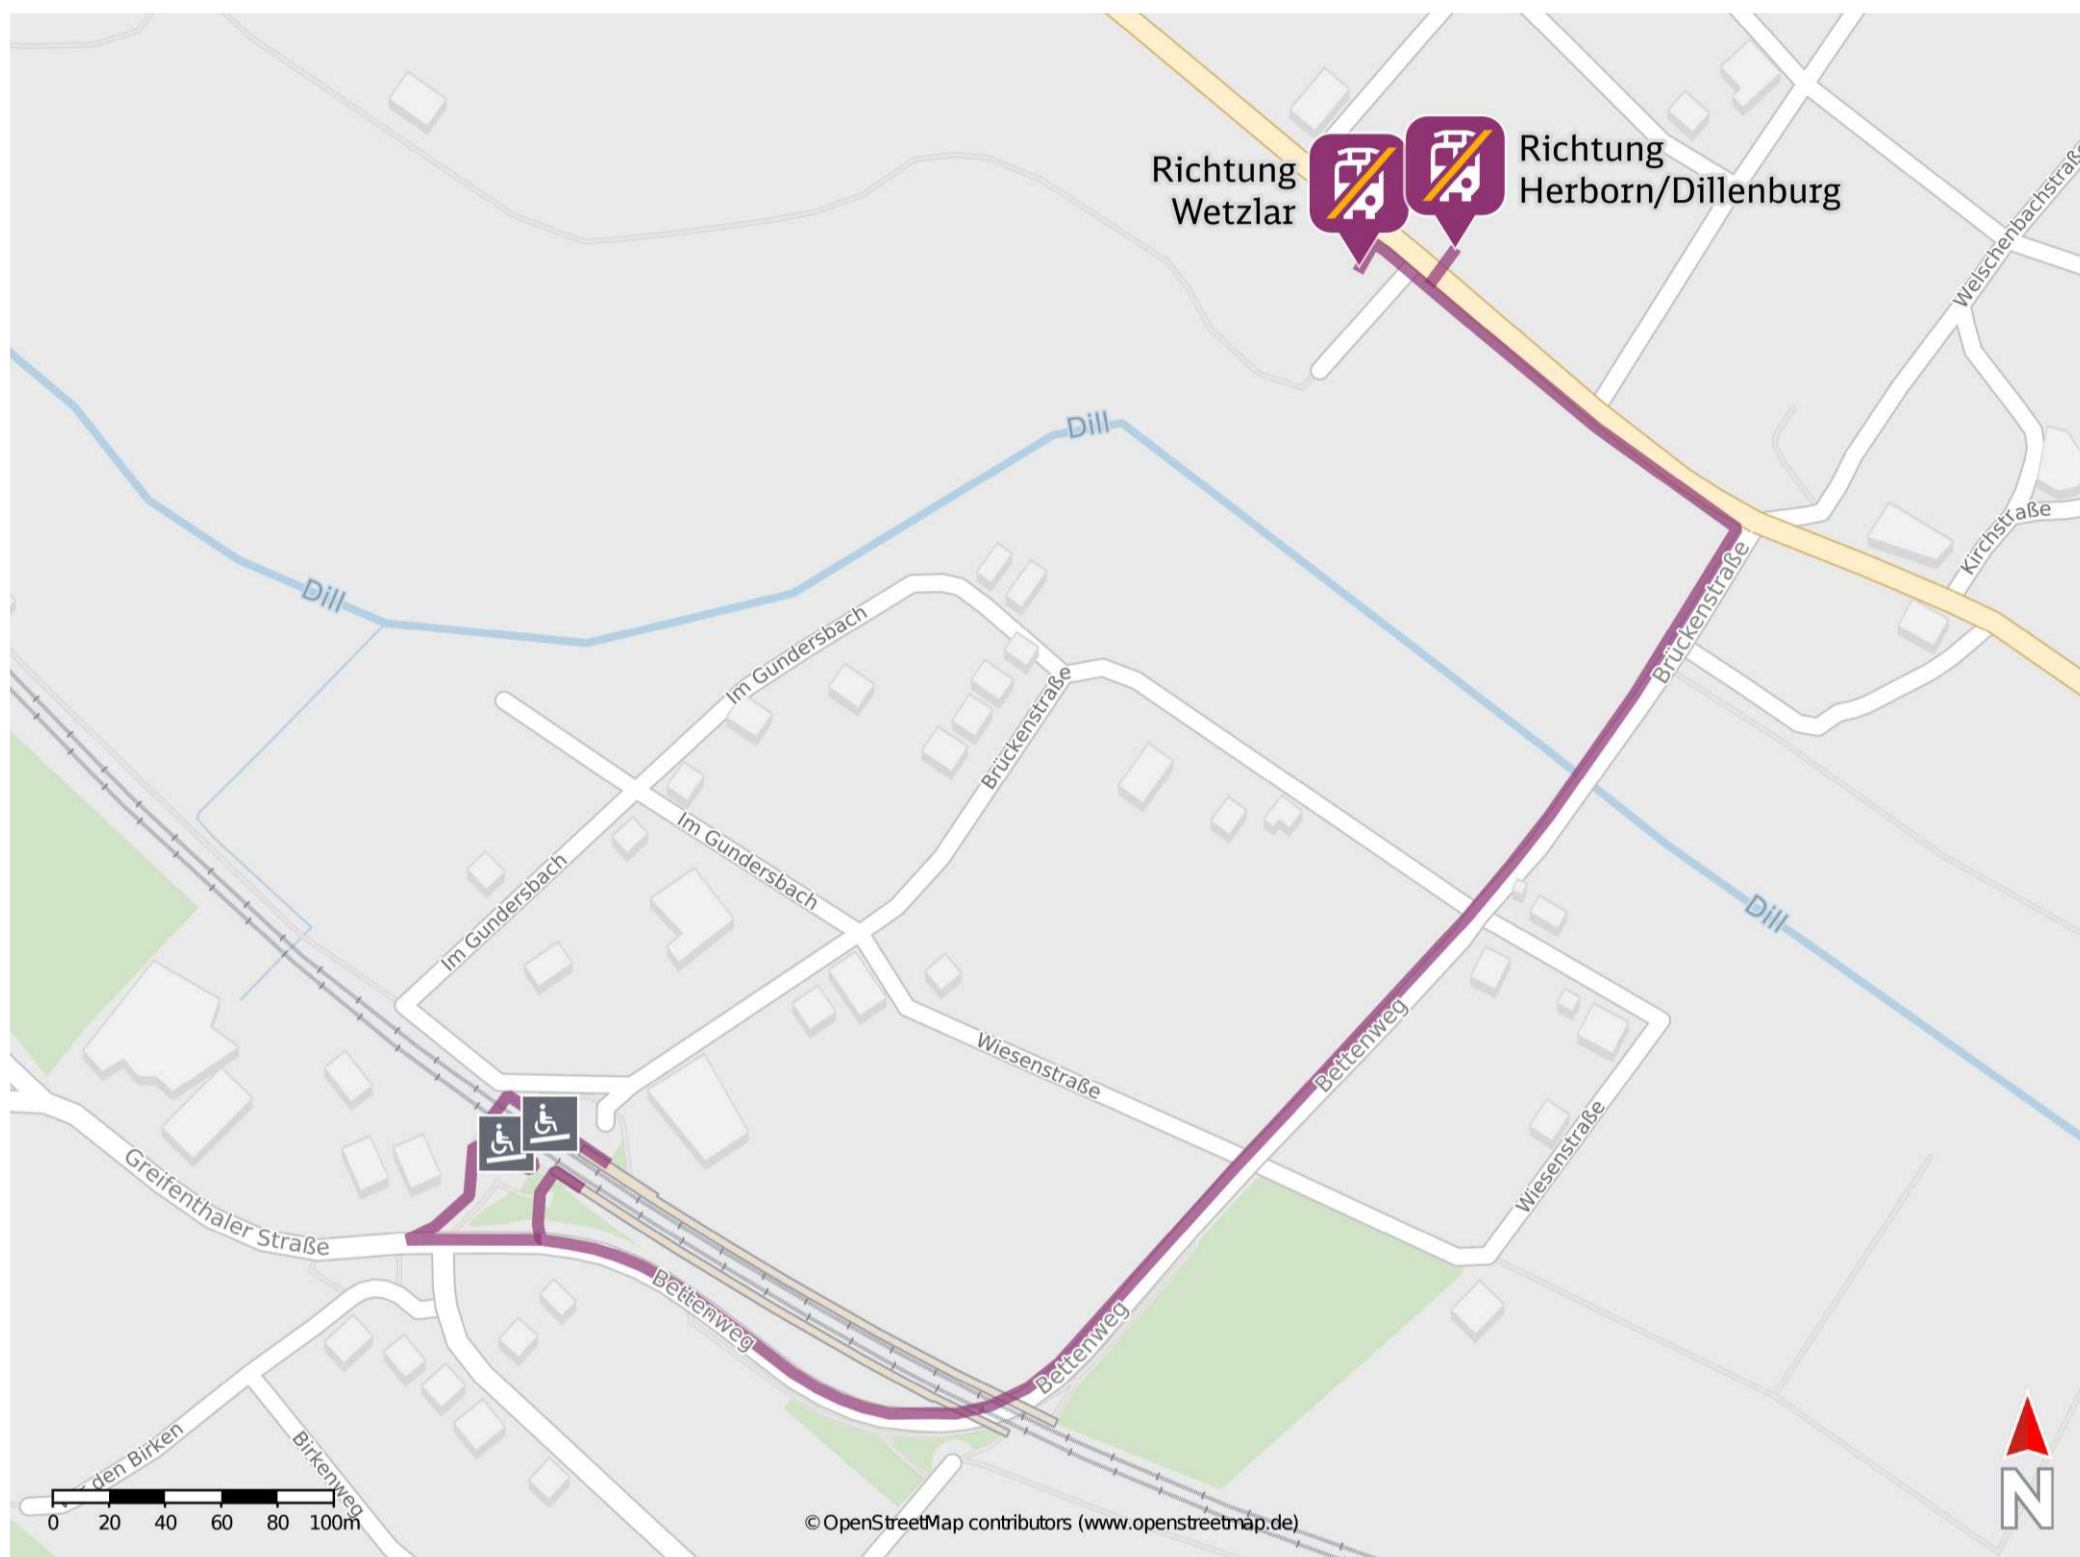 Richtung
Wetzlar
Richtung
Herborn/Dillenburg
Welschenbachstraße
Dill
Kirchstraße
Brückenstraße
Dill
Im Gundersbach
Brückenstraße
Im Gundersbach
Im Gundersbach
Dill
Bettenweg
Wiesenstraße
Wiesenstraße
Greifenthaler Straße
Bettenweg
Bettenweg
den Birken
Birkenweg
0 20 40 60 80 100m
© OpenStreetMap contributors (www.openstreetmap.de)
N